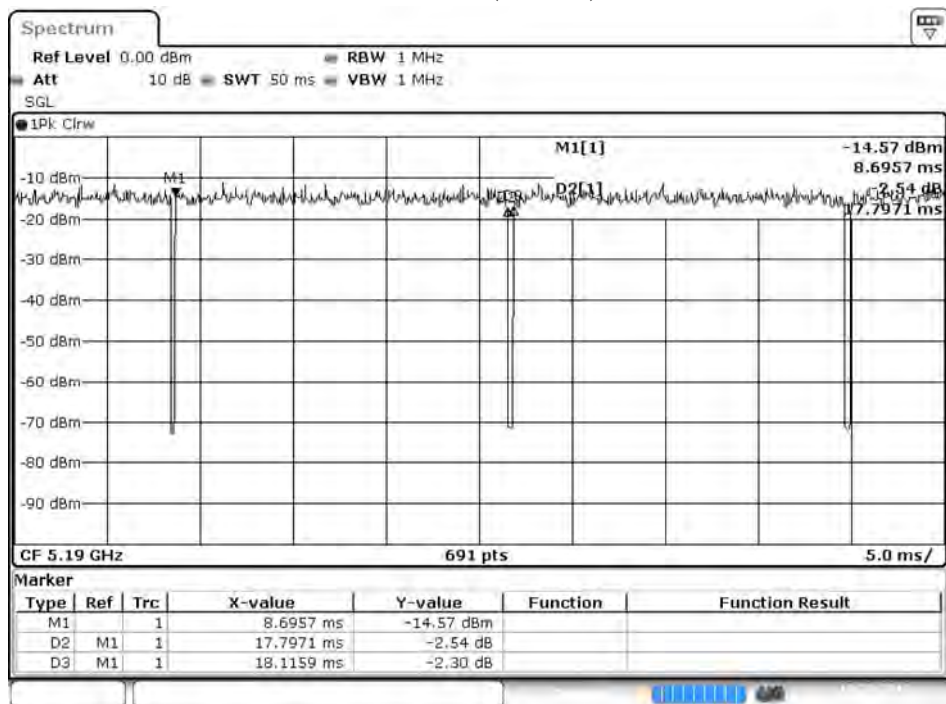 Spectrum
Ref Level 0.00 dBm RBW 1 MHz
Att 10 dB SWT 50 ms VBW 1 MHz
SGL
1Pk Clrw
M1[1] -14.57 dBm
8.6957 ms
-10 dBm
M1
D2[1] -2.54 dB
17.7971 ms
-20 dBm
-30 dBm
-40 dBm
-50 dBm
-60 dBm
-70 dBm
-80 dBm
-90 dBm
CF 5.19 GHz 691 pts 5.0 ms/
Marker
Type Ref Trc X-value Y-value Function Function Result
M1 1 8.6957 ms -14.57 dBm
D2 M1 1 17.7971 ms -2.54 dB
D3 M1 1 18.1159 ms -2.30 dB